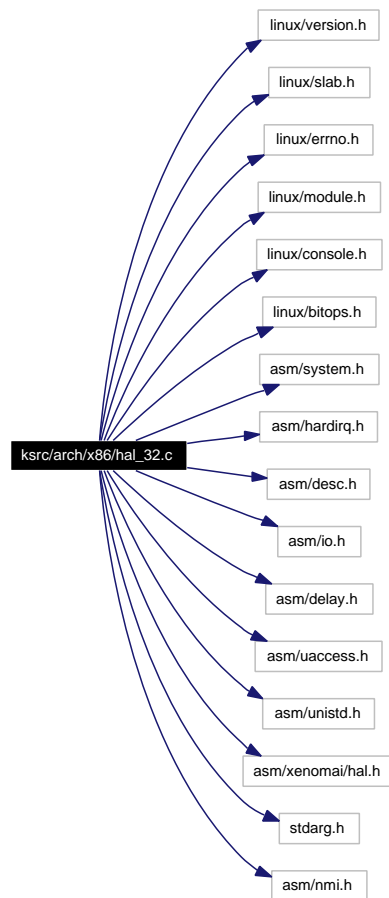 linux/version.h
linux/slab.h
linux/errno.h
linux/module.h
linux/console.h
linux/bitops.h
asm/system.h
asm/hardirq.h
ksrc/arch/x86/hal_32.c
asm/desc.h
asm/io.h
asm/delay.h
asm/uaccess.h
asm/unistd.h
asm/xenomai/hal.h
stdarg.h
asm/nmi.h